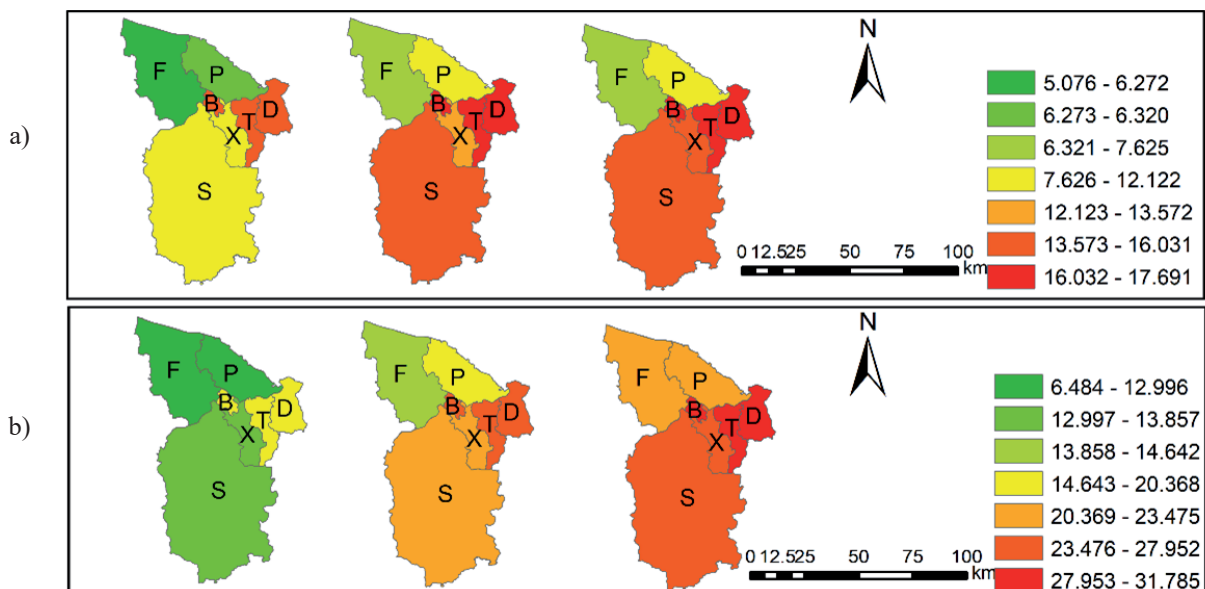 a)
F P B T D X S
F P B T D X S
F P B T D X S
N
0 12.525 50 75 100
km
5.076 - 6.272
6.273 - 6.320
6.321 - 7.625
7.626 - 12.122
12.123 - 13.572
13.573 - 16.031
16.032 - 17.691
b)
F P B T D X S
F P B T D X S
F P B T D X S
N
0 12.525 50 75 100
km
6.484 - 12.996
12.997 - 13.857
13.858 - 14.642
14.643 - 20.368
20.369 - 23.475
23.476 - 27.952
27.953 - 31.785